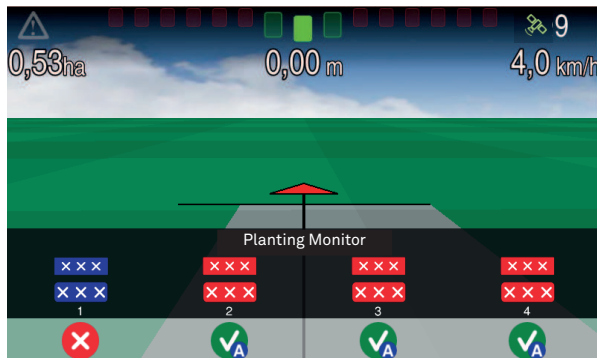 9
0,53ha 0,00 m 4,0 km/h
Planting Monitor
××× ××× ××× ×××
××× ××× ××× ×××
1 2 3 4
A A A